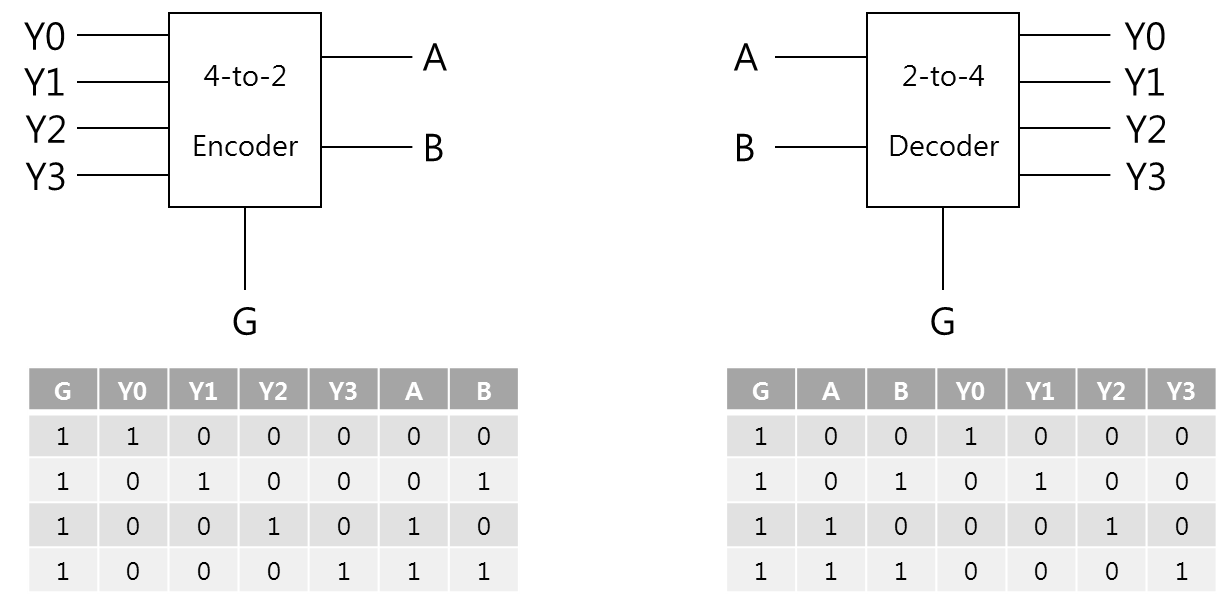 Y0
Y1
Y2
Y3
4-to-2
Encoder
A
B
G
G Y0 Y1 Y2 Y3 A B
1 1 0 0 0 0 0
1 0 1 0 0 0 1
1 0 0 1 0 1 0
1 0 0 0 1 1 1
A
B
2-to-4
Decoder
Y0
Y1
Y2
Y3
G
G A B Y0 Y1 Y2 Y3
1 0 0 1 0 0 0
1 0 1 0 1 0 0
1 1 0 0 0 1 0
1 1 1 0 0 0 1